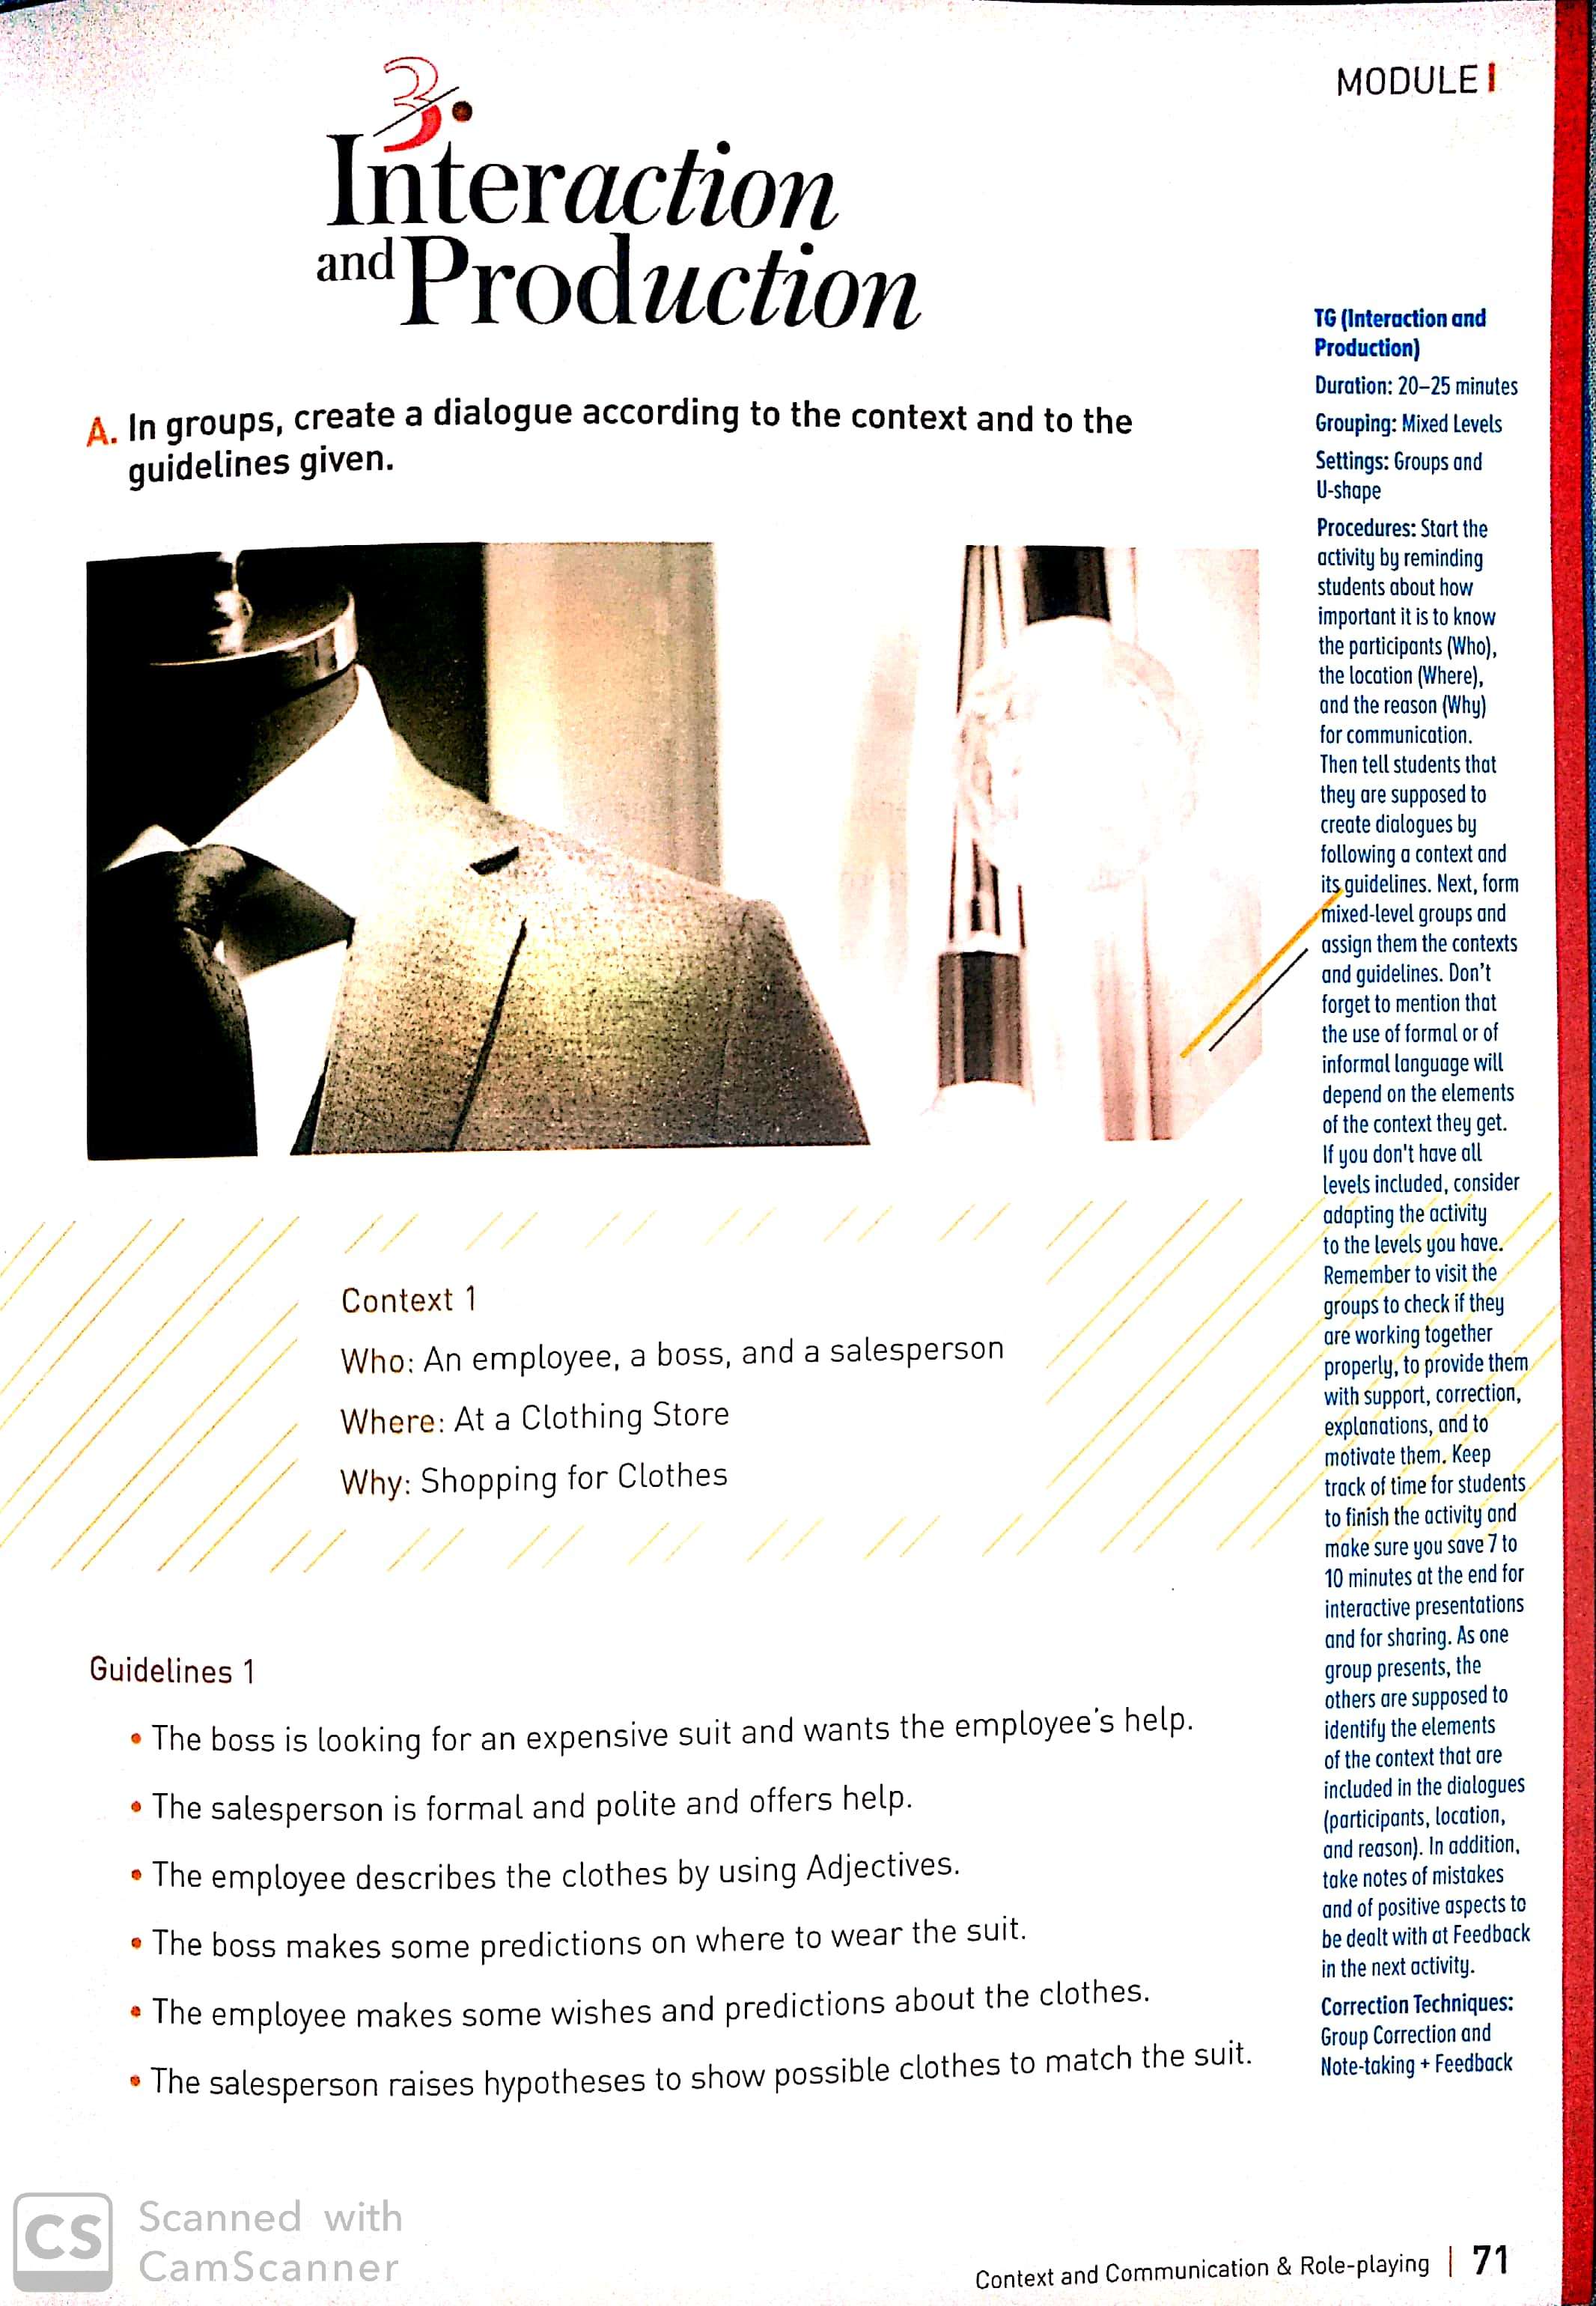 MODULE I
3.
Interaction
and Production
A. In groups, create a dialogue according to the context and to the
guidelines given.
Context 1
Who: An employee, a boss, and a salesperson
Where: At a Clothing Store
Why: Shopping for Clothes
Guidelines 1
• The boss is looking for an expensive suit and wants the employee's help.
• The salesperson is formal and polite and offers help.
• The employee describes the clothes by using Adjectives.
• The boss makes some predictions on where to wear the suit.
• The employee makes some wishes and predictions about the clothes.
• The salesperson raises hypotheses to show possible clothes to match the suit.
TG (Interaction and
Production)
Duration: 20–25 minutes
Grouping: Mixed Levels
Settings: Groups and
U-shape
Procedures: Start the
activity by reminding
students about how
important it is to know
the participants (Who),
the location (Where),
and the reason (Why)
for communication.
Then tell students that
they are supposed to
create dialogues by
following a context and
its guidelines. Next, form
mixed-level groups and
assign them the contexts
and guidelines. Don't
forget to mention that
the use of formal or of
informal language will
depend on the elements
of the context they get.
If you don't have all
levels included, consider
adapting the activity
to the levels you have.
Remember to visit the
groups to check if they
are working together
properly, to provide them
with support, correction,
explanations, and to
motivate them. Keep
track of time for students
to finish the activity and
make sure you save 7 to
10 minutes at the end for
interactive presentations
and for sharing. As one
group presents, the
others are supposed to
identify the elements
of the context that are
included in the dialogues
(participants, location,
and reason). In addition,
take notes of mistakes
and of positive aspects to
be dealt with at Feedback
in the next activity.
Correction Techniques:
Group Correction and
Note-taking + Feedback
CS
Scanned with
CamScanner
Context and Communication & Role-playing | 71